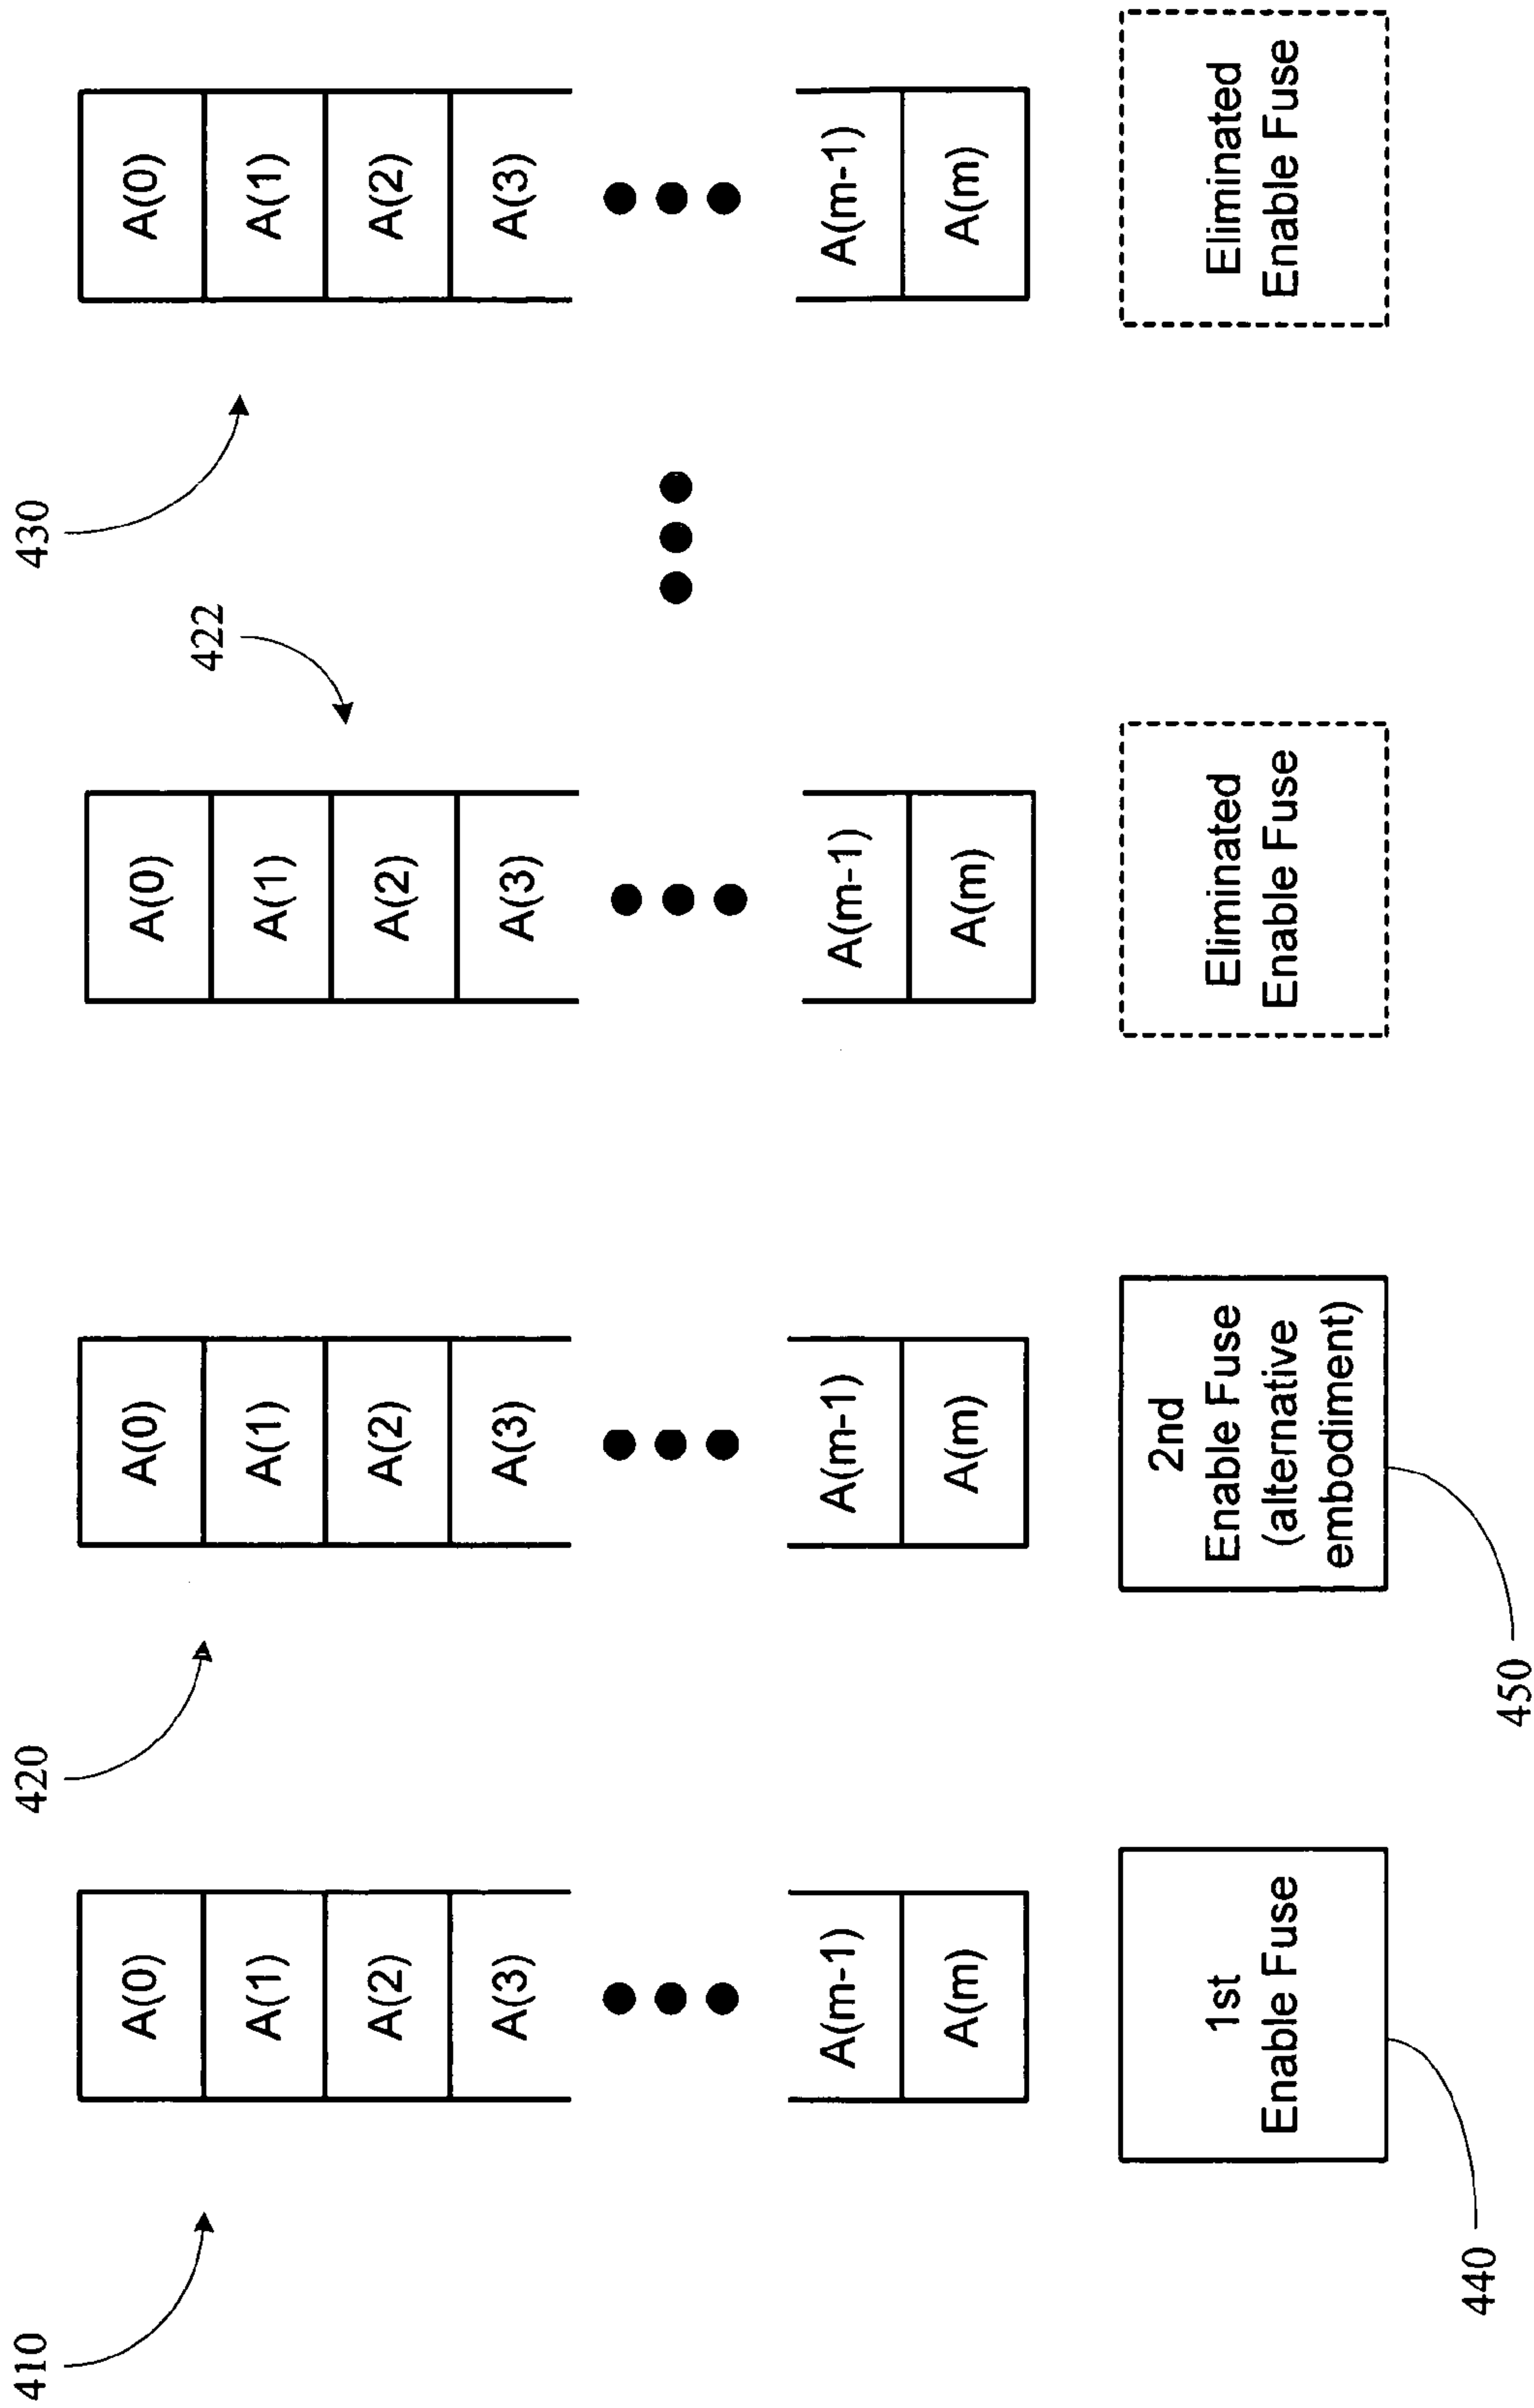 410
A(0)
A(1)
A(2)
A(3)
A(m-1)
A(m)
1st
Enable Fuse
440
420
A(0)
A(1)
A(2)
A(3)
A(m-1)
A(m)
2nd
Enable Fuse
(alternative
embodiment)
450
422
A(0)
A(1)
A(2)
A(3)
A(m-1)
A(m)
Eliminated
Enable Fuse
430
A(0)
A(1)
A(2)
A(3)
A(m-1)
A(m)
Eliminated
Enable Fuse